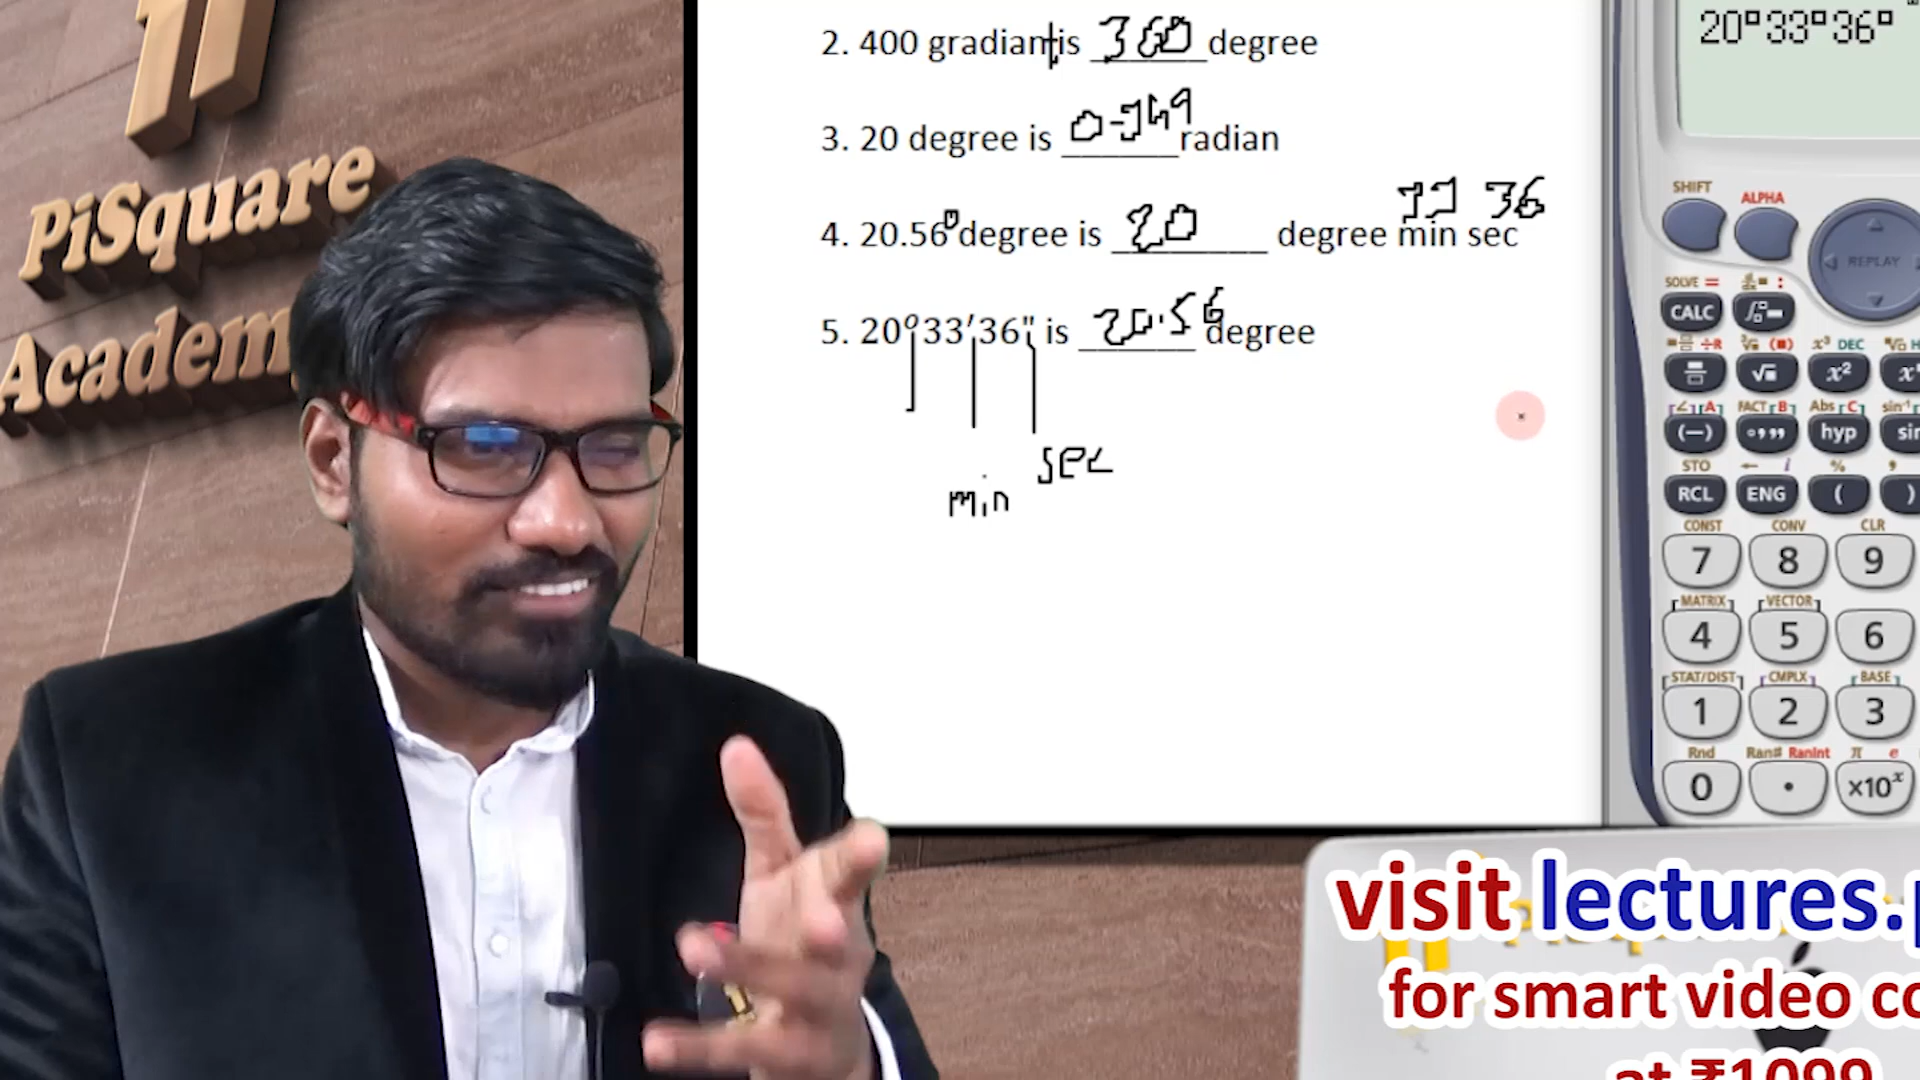 PiSquare
Academ
2. 400 gradian is 360 degree
3. 20 degree is 0.349 radian
33 36
4. 20.56° degree is 20 degree min sec
5. 20°33'36" is 20.56 degree
sec
min
20°33°36°
SHIFT ALPHA
REPLAY
SOLVE = :
CALC
÷R x³ DEC
x²
∠ A FACT B Abs C sin⁻¹
(−) °’’’ hyp sin
STO ← i % ,
RCL ENG ( )
CONST CONV CLR
7 8 9
MATRIX VECTOR
4 5 6
STAT/DIST CMPLX BASE
1 2 3
Rnd Ran# RanInt π e
0 • ×10ˣ
visit lectures.p
for smart video co
at ₹1099